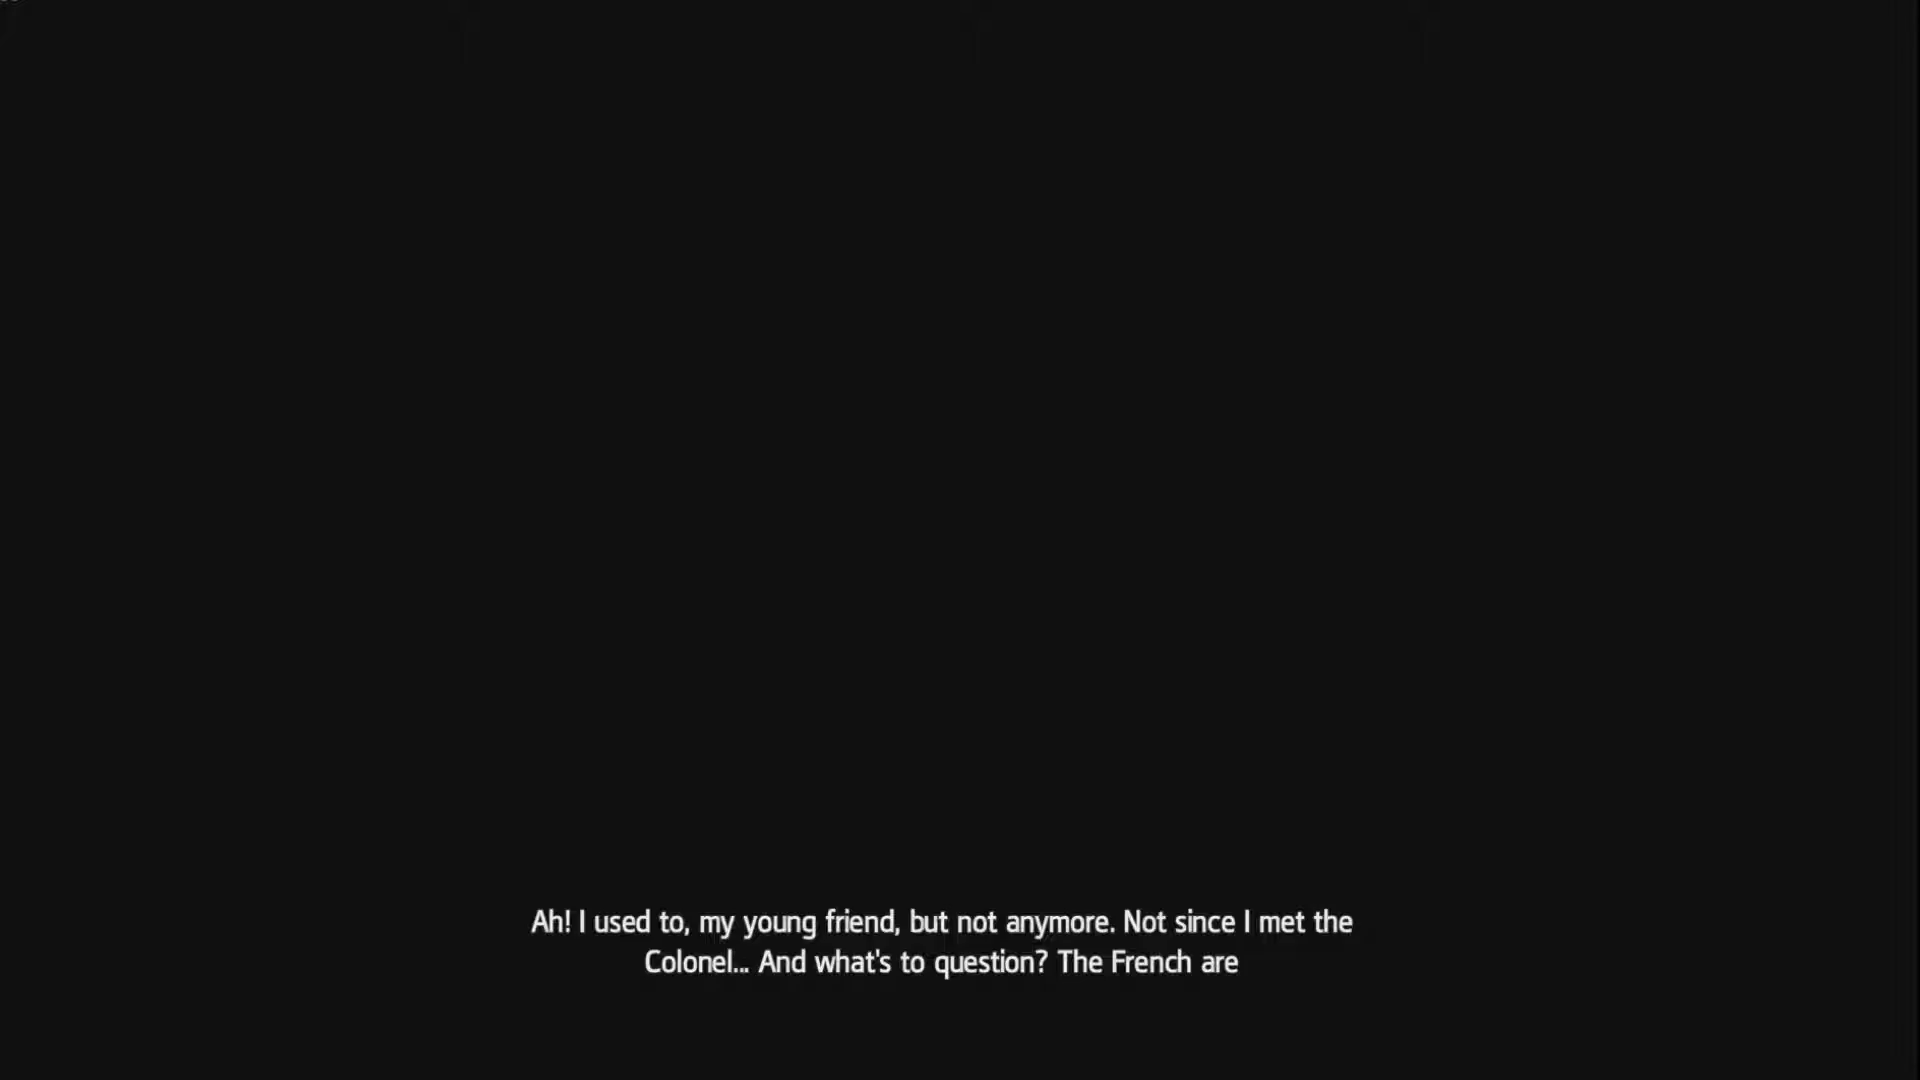 Ah! I used to, my young friend, but not anymore. Not since I met the
Colonel... And what's to question? The French are